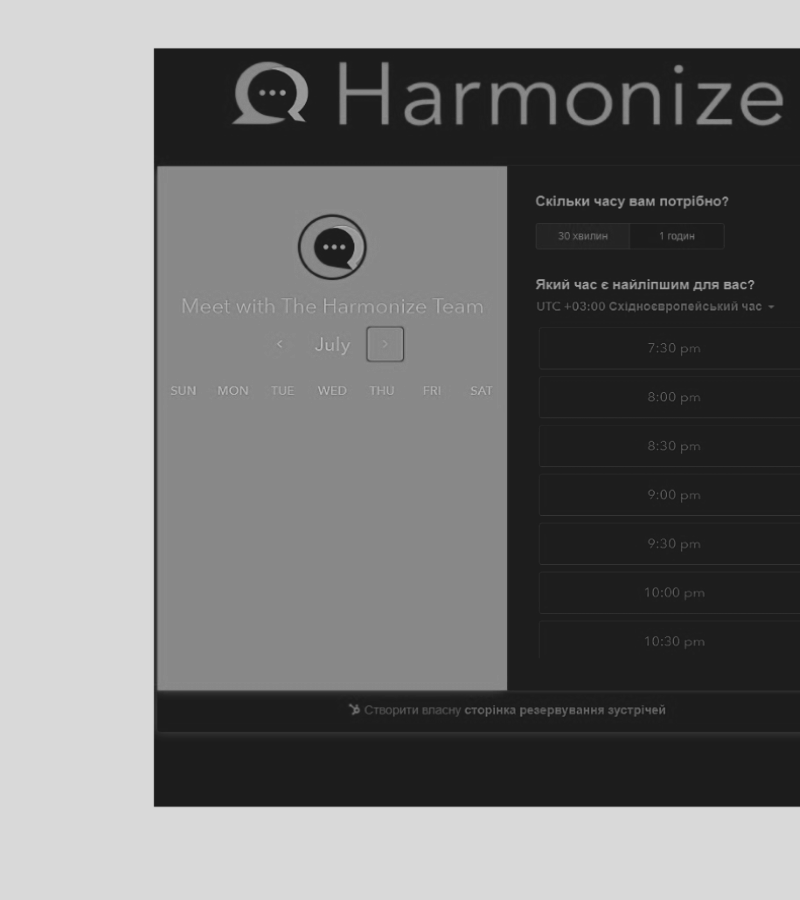 Harmonize
Meet with The Harmonize Team
< July >
SUN MON TUE WED THU FRI SAT
Скільки часу вам потрібно?
30 хвилин 1 годин
Який час є найліпшим для вас?
UTC +03:00 Східноєвропейський час
7:30 pm
8:00 pm
8:30 pm
9:00 pm
9:30 pm
10:00 pm
10:30 pm
Створити власну сторінка резервування зустрічей